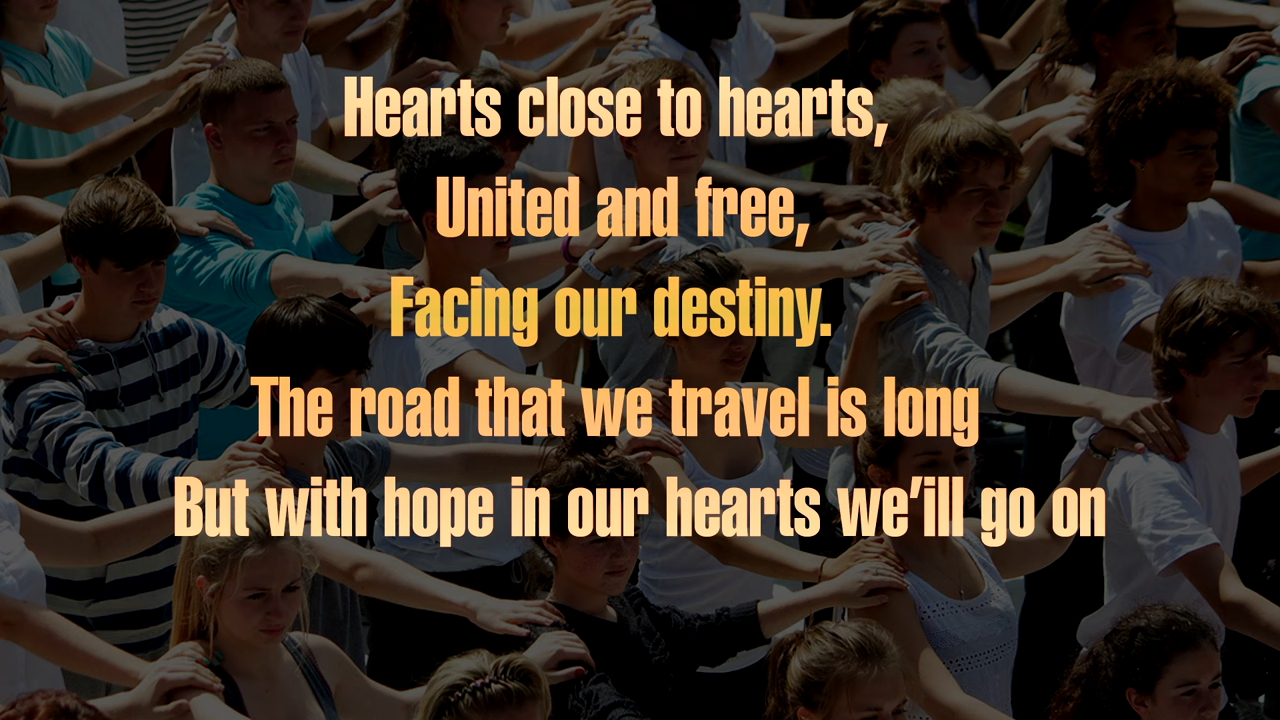 Hearts close to hearts,
United and free,
Facing our destiny.
The road that we travel is long
But with hope in our hearts we’ill go on